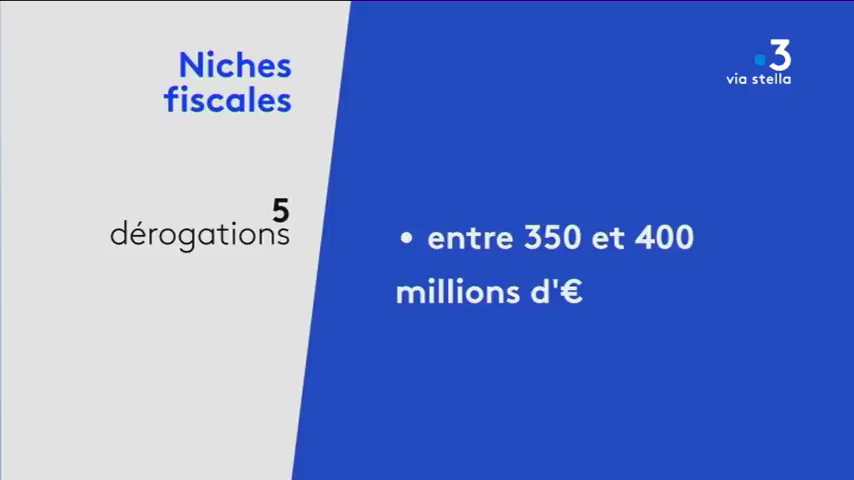 Niches
fiscales
5
dérogations
• entre 350 et 400
millions d'€
3
via stella